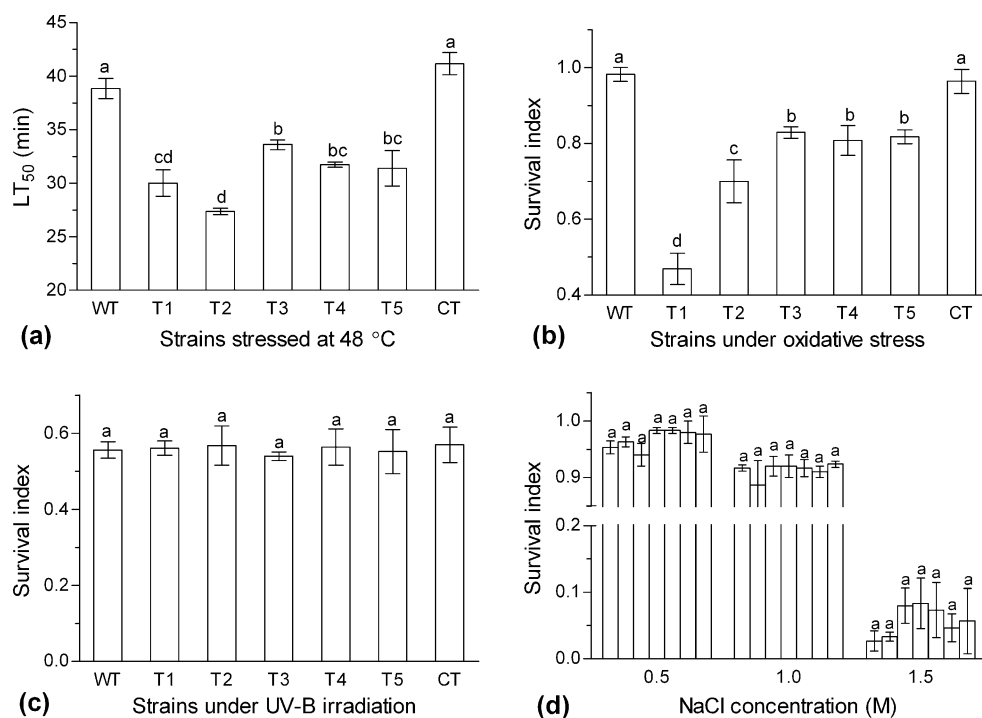 (a)
LT50 (min)
45
40
35
30
25
20
a
cd
d
b
bc
bc
a
WT T1 T2 T3 T4 T5 CT
Strains stressed at 48 °C
(b)
Survival index
1.0
0.8
0.6
0.4
a
d
c
b
b
b
a
WT T1 T2 T3 T4 T5 CT
Strains under oxidative stress
(c)
Survival index
0.6
0.4
0.2
0.0
a a a a a a a
WT T1 T2 T3 T4 T5 CT
Strains under UV-B irradiation
(d)
Survival index
1.0
0.9
0.2
0.1
0.0
a a a a a a a
a a a a a a a
a a a a a a a
0.5 1.0 1.5
NaCl concentration (M)